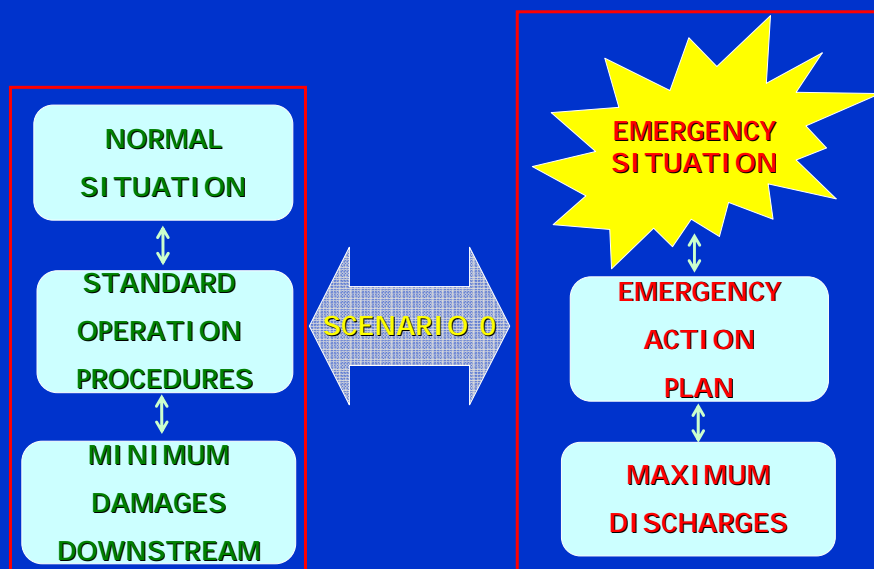 NORMAL
SITUATION
STANDARD
OPERATION
PROCEDURES
MINIMUM
DAMAGES
DOWNSTREAM
SCENARIO 0
EMERGENCY
SITUATION
EMERGENCY
ACTION
PLAN
MAXIMUM
DISCHARGES